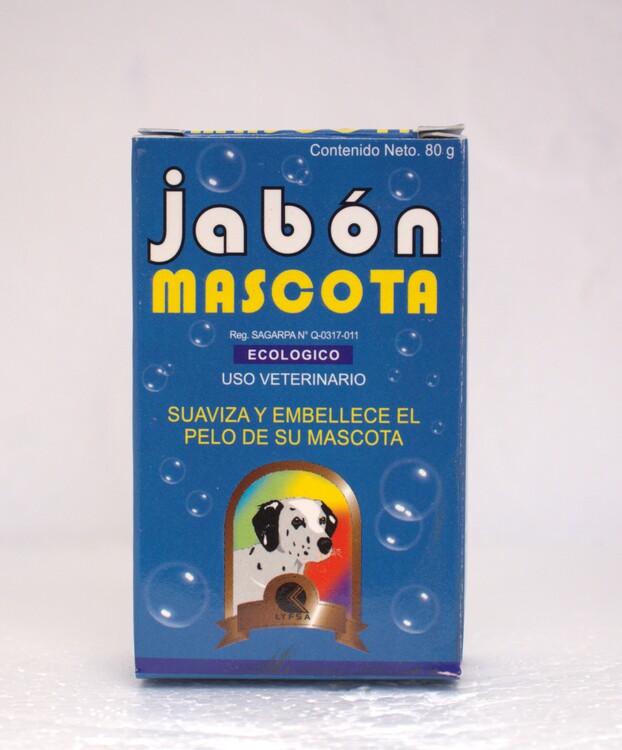 MASCOTA
Contenido Neto. 80 g
jabón
MASCOTA
Reg. SAGARPA N° Q-0317-011
ECOLOGICO
USO VETERINARIO
SUAVIZA Y EMBELLECE EL
PELO DE SU MASCOTA
LYFSA